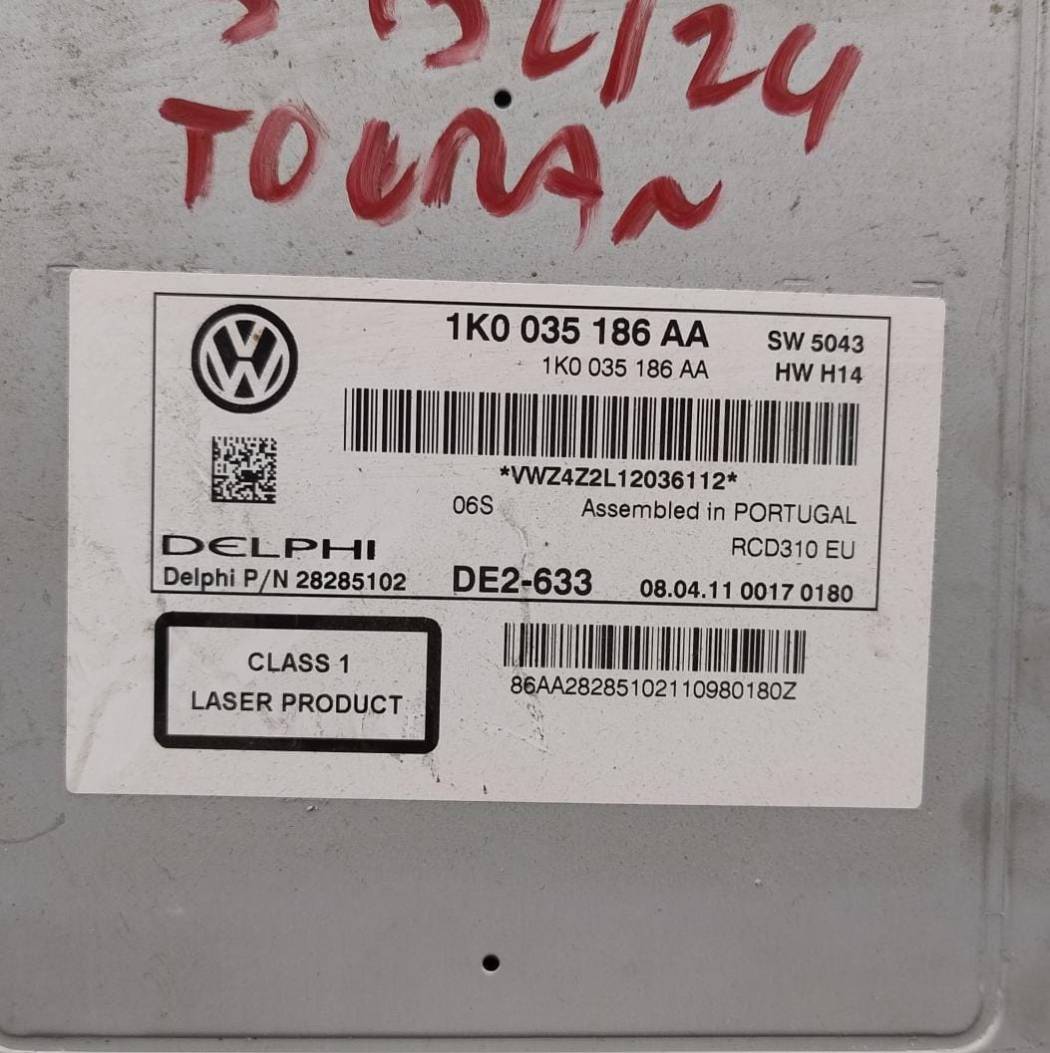 TOURAN
1K0 035 186 AA SW 5043
1K0 035 186 AA HW H14
*VWZ4Z2L12036112*
06S Assembled in PORTUGAL
DELPHI RCD310 EU
Delphi P/N 28285102 DE2-633 08.04.11 0017 0180
CLASS 1
LASER PRODUCT
86AA28285102110980180Z